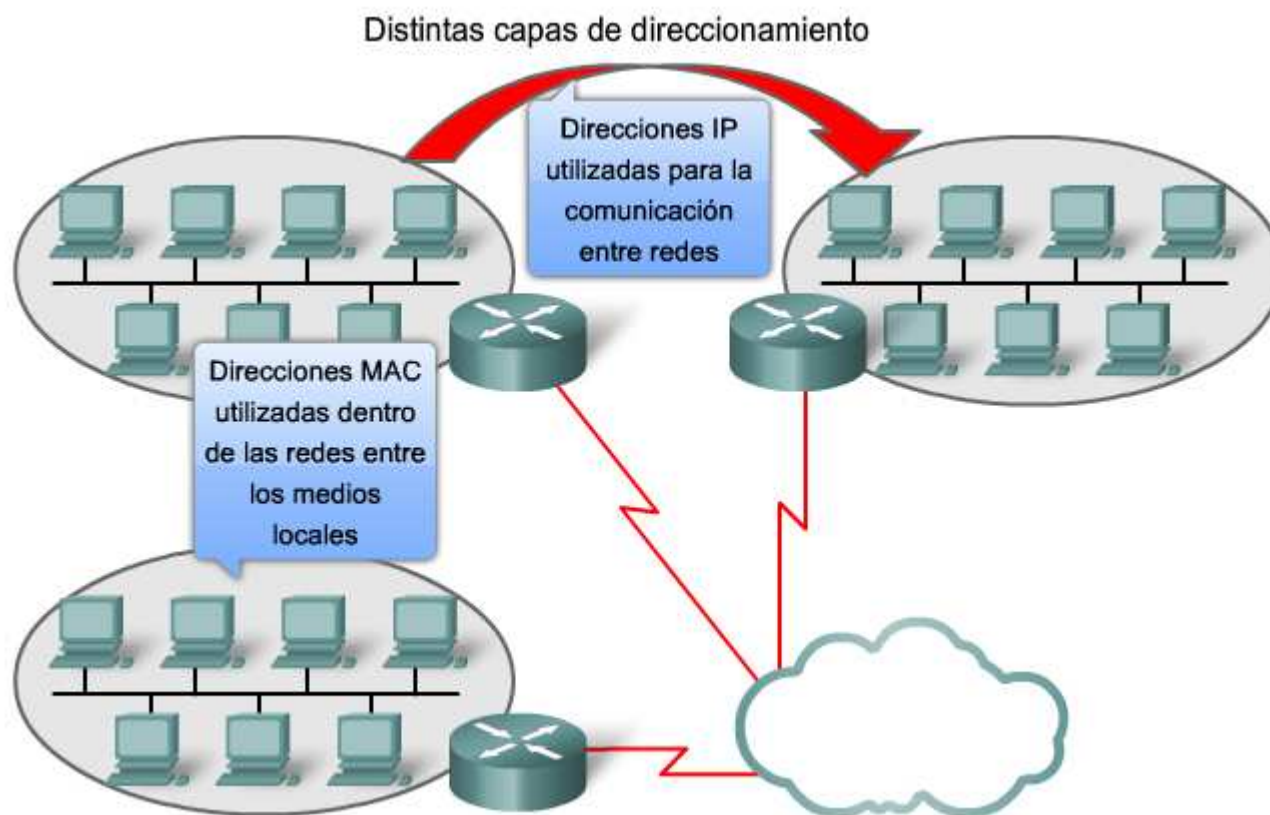 Distintas capas de direccionamiento
Direcciones IP
utilizadas para la
comunicación
entre redes
Direcciones MAC
utilizadas dentro
de las redes entre
los medios
locales